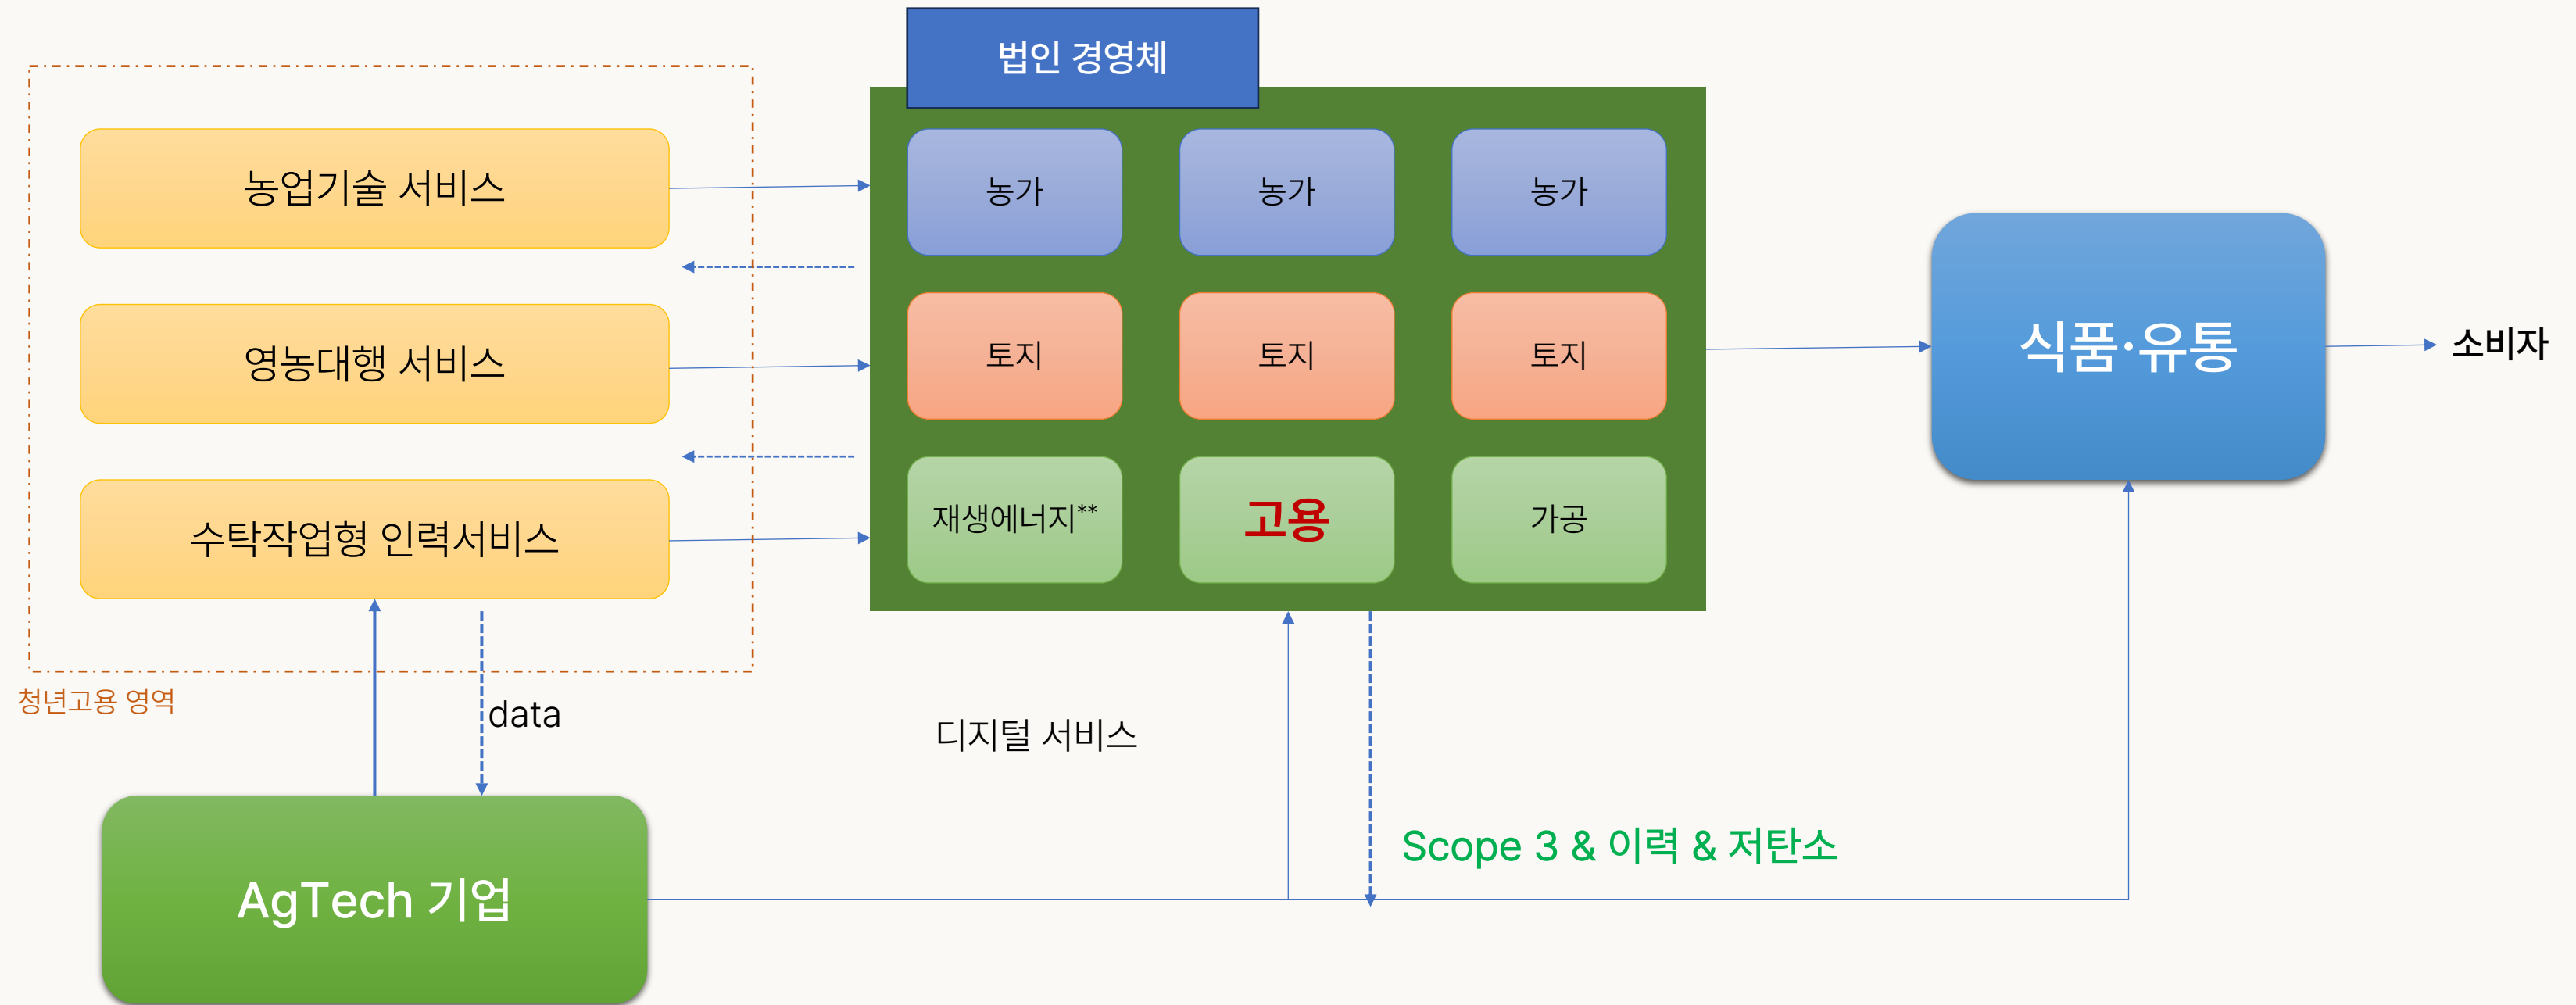 법인 경영체
농업기술 서비스
영농대행 서비스
수탁작업형 인력서비스
청년고용 영역
농가
농가
농가
토지
토지
토지
재생에너지**
고용
가공
식품·유통
소비자
data
디지털 서비스
Scope 3 & 이력 & 저탄소
AgTech 기업